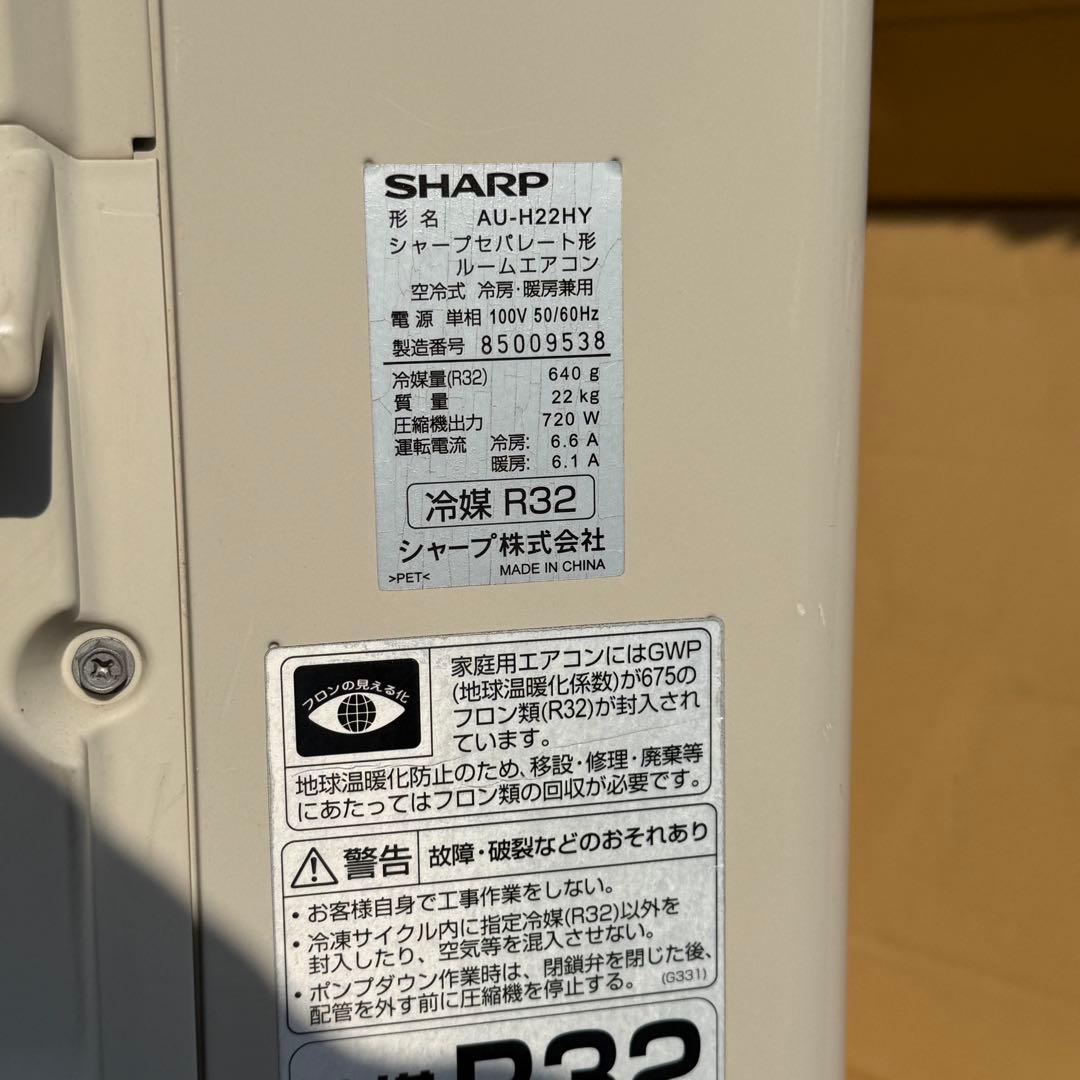 SHARP
形名 AU-H22HY
シャープセパレート形
ルームエアコン
空冷式 冷房・暖房兼用
電源 単相 100V 50/60Hz
製造番号 85009538
冷媒量(R32) 640 g
質量 22 kg
圧縮機出力 720 W
運転電流 冷房: 6.6 A
暖房: 6.1 A
冷媒 R32
シャープ株式会社
>PET< MADE IN CHINA
フロンの見える化
家庭用エアコンにはGWP
(地球温暖化係数)が675の
フロン類(R32)が封入され
ています。
地球温暖化防止のため、移設・修理・廃棄等
にあたってはフロン類の回収が必要です。
警告 故障・破裂などのおそれあり
・お客様自身で工事作業をしない。
・冷凍サイクル内に指定冷媒(R32)以外を
封入したり、空気等を混入させない。
・ポンプダウン作業時は、閉鎖弁を閉じた後、
配管を外す前に圧縮機を停止する。 (G331)
冷媒 R32